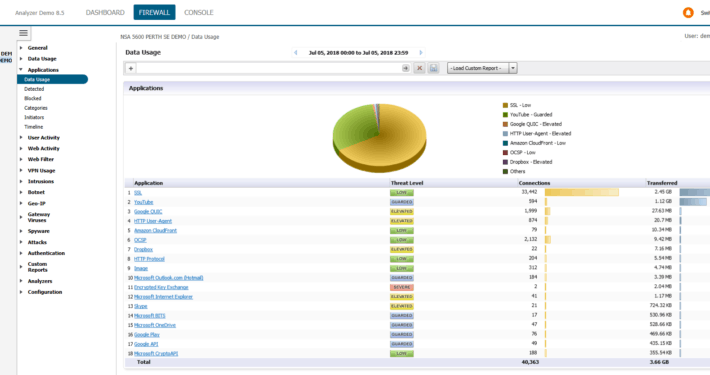 Analyzer Demo 8.5 DASHBOARD FIREWALL CONSOLE Swi
NSA 5600 PERTH SE DEMO / Data Usage User: dem
DEM
DEMO
General
Data Usage
Applications
Data Usage
Detected
Blocked
Categories
Initiators
Timeline
User Activity
Web Activity
Web Filter
VPN Usage
Intrusions
Botnet
Geo-IP
Gateway
Viruses
Spyware
Attacks
Authentication
Custom
Reports
Analyzers
Configuration
Data Usage Jul 05, 2018 00:00 to Jul 05, 2018 23:59
+ - Load Custom Report -
Applications
SSL - Low
YouTube - Guarded
Google QUIC - Elevated
HTTP User-Agent - Elevated
Amazon CloudFront - Low
OCSP - Low
Dropbox - Elevated
Others
Application Threat Level Connections Transferred
1 SSL LOW 33,442 2.45 GB
2 YouTube GUARDED 594 1.12 GB
3 Google QUIC ELEVATED 1,999 27.63 MB
4 HTTP User-Agent ELEVATED 874 20.7 MB
5 Amazon CloudFront LOW 79 10.34 MB
6 OCSP LOW 2,132 9.42 MB
7 Dropbox ELEVATED 22 7.16 MB
8 HTTP Protocol LOW 204 5.54 MB
9 Image LOW 312 4.74 MB
10 Microsoft Outlook.com (Hotmail) GUARDED 184 3.39 MB
11 Encrypted Key Exchange SEVERE 2 2.04 MB
12 Microsoft Internet Explorer ELEVATED 41 1.17 MB
13 Skype ELEVATED 21 724.32 KB
14 Microsoft BITS GUARDED 17 530.96 KB
15 Microsoft OneDrive GUARDED 47 528.66 KB
16 Google Play GUARDED 76 469.66 KB
17 Google API GUARDED 49 435.15 KB
18 Microsoft CryptoAPI LOW 188 355.54 KB
Total 40,363 3.66 GB